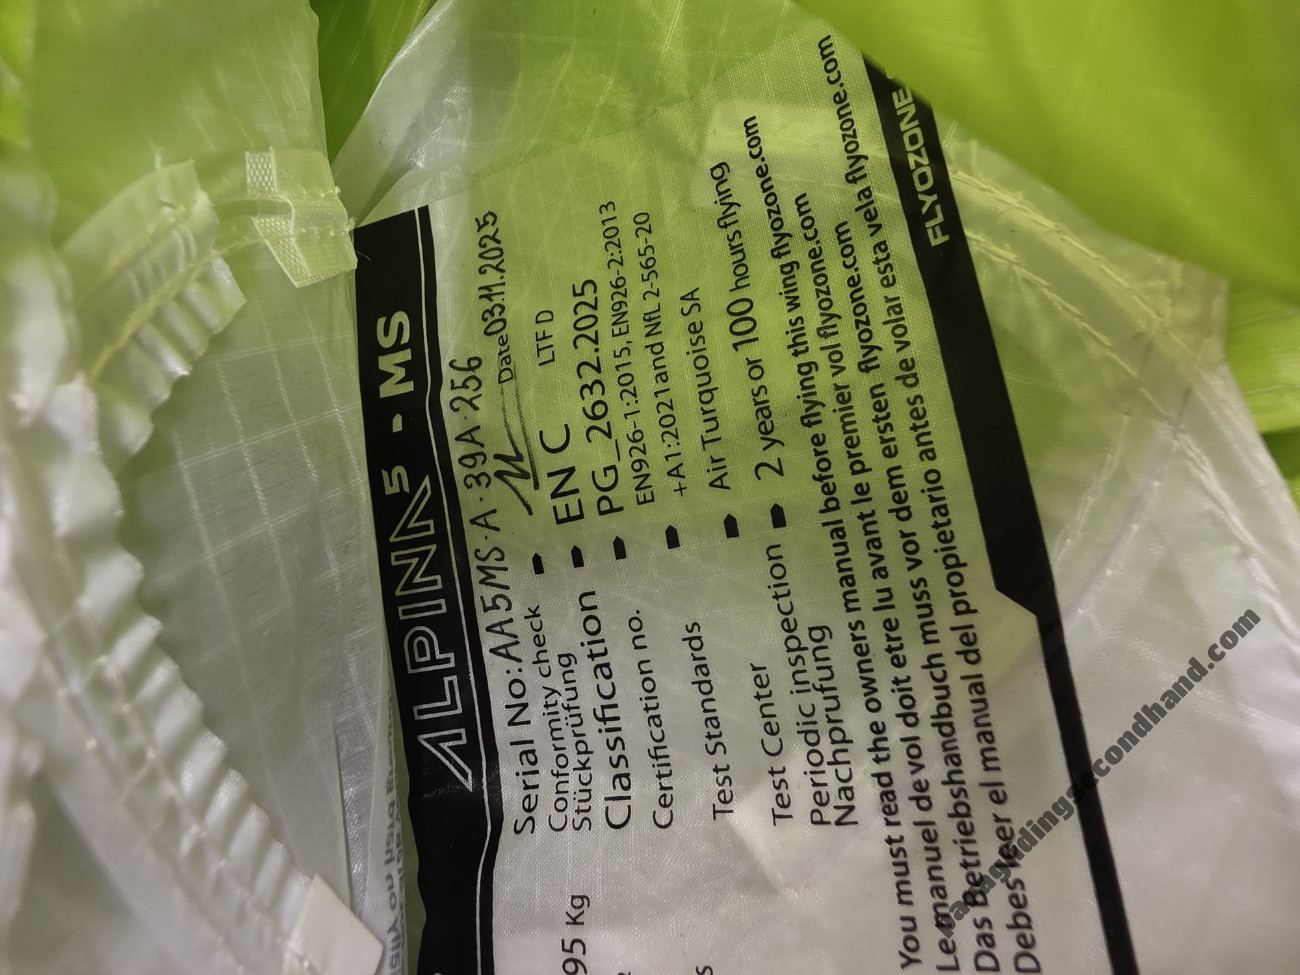 ALPINA⁵ · MS
Serial No: AA5MS·A·39A·256
Conformity check
Stückprüfung
Date 03.11.2025
Classification ENC LTF D
Certification no. PG_2632.2025
Test Standards EN926-1:2015, EN926-2:2013
+A1:2021and NfL 2-565-20
Test Center Air Turquoise SA
Periodic inspection 2 years or 100 hours flying
Nachprüfung
You must read the owners manual before flying this wing flyozone.com
Le manuel de vol doit etre lu avant le premier vol flyozone.com
Das Betriebshandbuch muss vor dem ersten flyozone.com
Debes leer el manual del propietario antes de volar esta vela flyozone.com
FLYOZONE
95 Kg